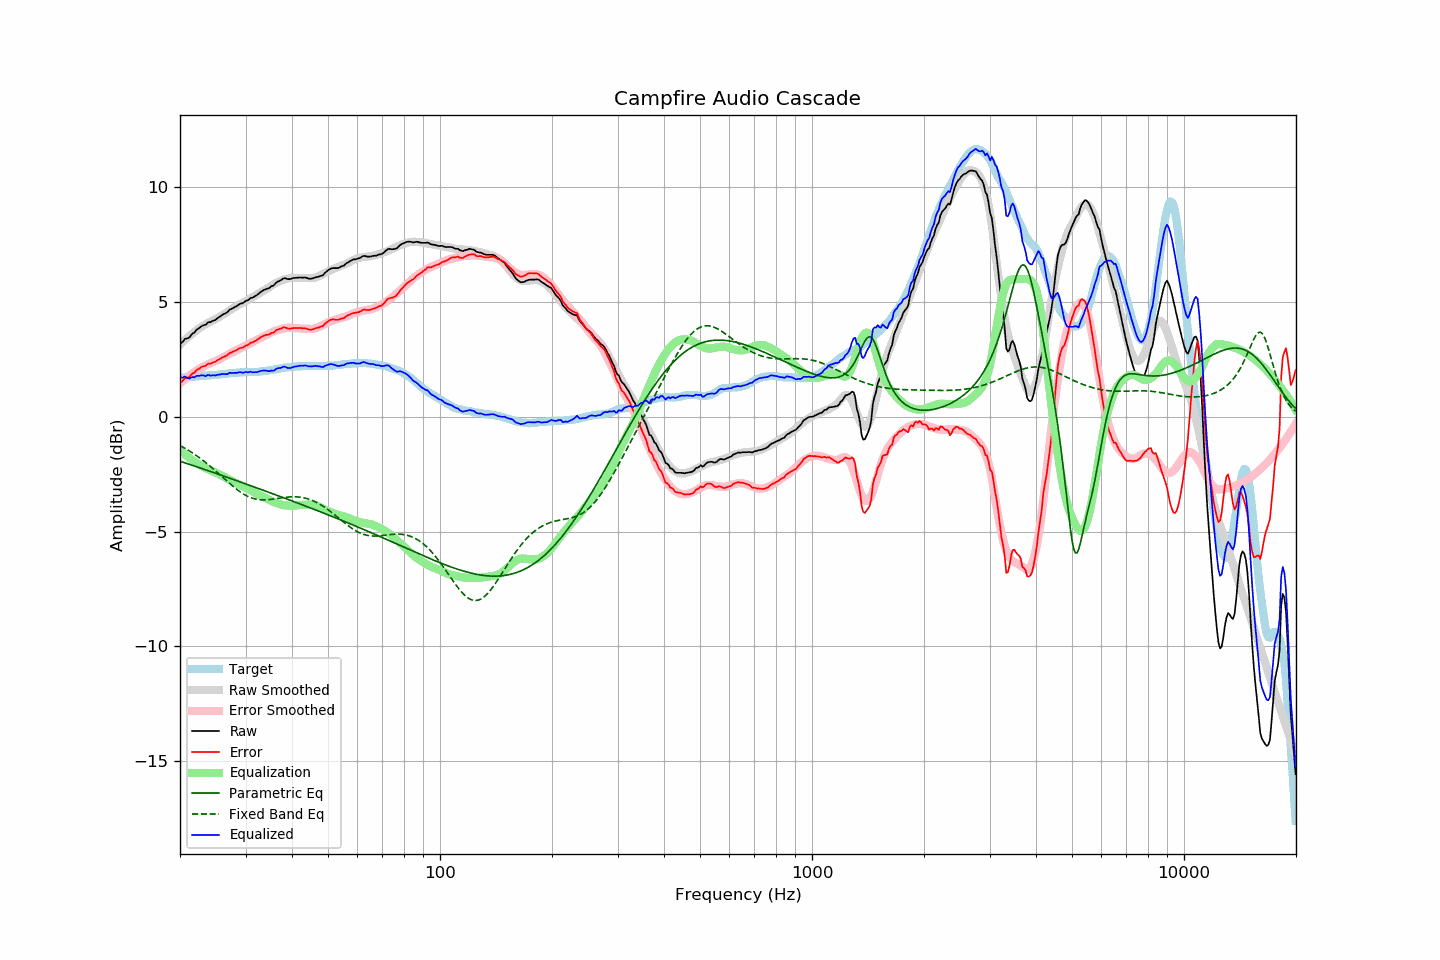 Campfire Audio Cascade
10
5
0
−5
−10
−15
Amplitude (dBr)
Target
Raw Smoothed
Error Smoothed
Raw
Error
Equalization
Parametric Eq
Fixed Band Eq
Equalized
100
1000
10000
Frequency (Hz)